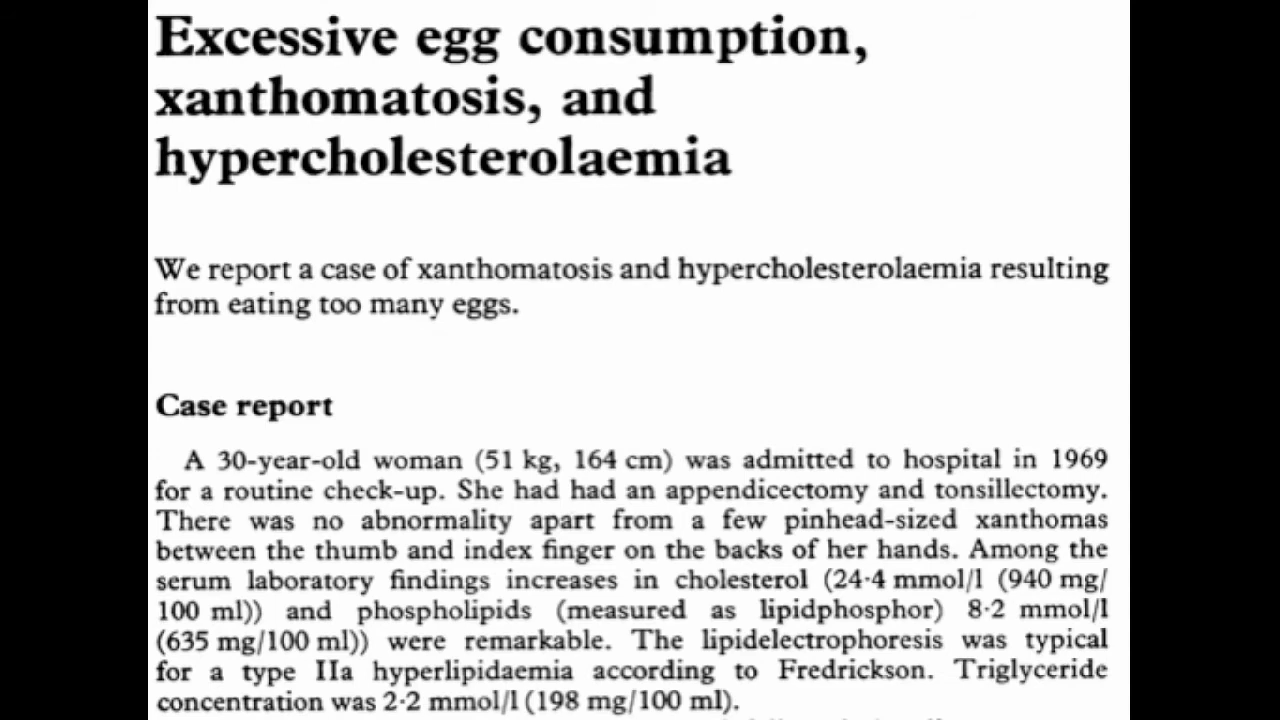 Excessive egg consumption,
xanthomatosis, and
hypercholesterolaemia
We report a case of xanthomatosis and hypercholesterolaemia resulting
from eating too many eggs.
Case report
A 30-year-old woman (51 kg, 164 cm) was admitted to hospital in 1969
for a routine check-up. She had had an appendicectomy and tonsillectomy.
There was no abnormality apart from a few pinhead-sized xanthomas
between the thumb and index finger on the backs of her hands. Among the
serum laboratory findings increases in cholesterol (24·4 mmol/l (940 mg/
100 ml)) and phospholipids (measured as lipidphosphor) 8·2 mmol/l
(635 mg/100 ml)) were remarkable. The lipidelectrophoresis was typical
for a type IIa hyperlipidaemia according to Fredrickson. Triglyceride
concentration was 2·2 mmol/l (198 mg/100 ml).